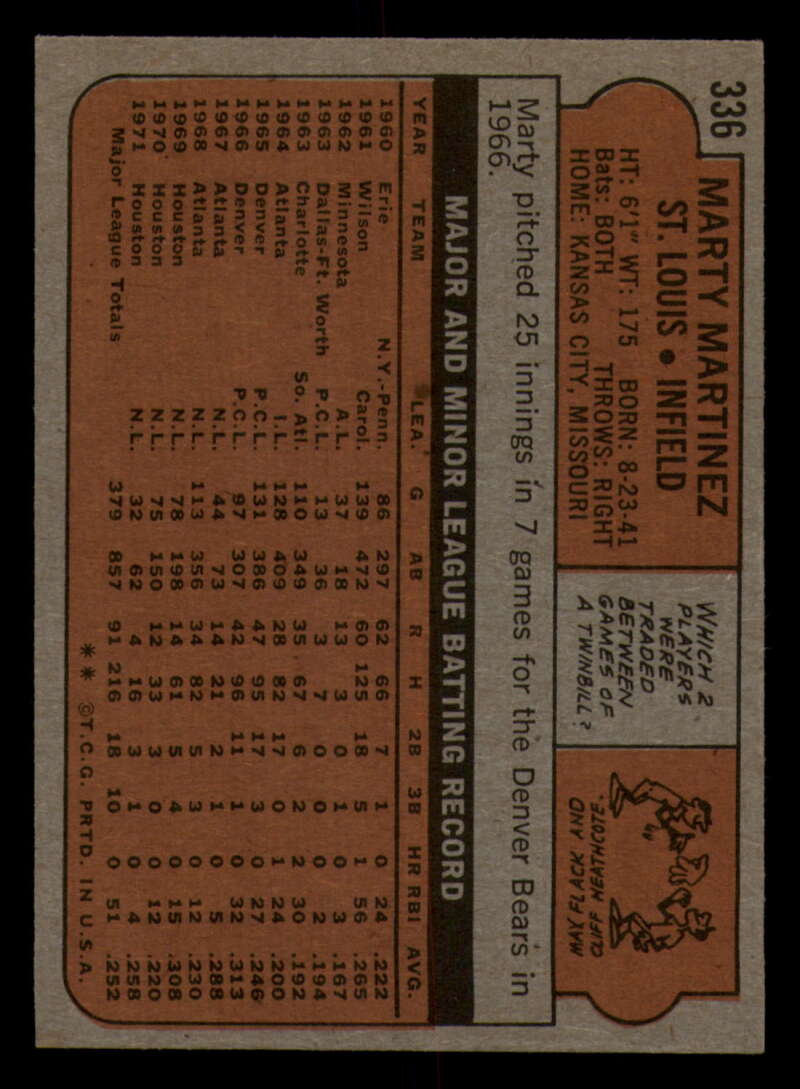 336
MARTY MARTINEZ
ST. LOUIS • INFIELD
HT: 6'1" WT: 175 BORN: 8-23-41
Bats: BOTH THROWS: RIGHT
HOME: KANSAS CITY, MISSOURI
WHICH 2
PLAYERS
WERE
TRADED
BETWEEN
GAMES OF
A TWINBILL?
MAX FLACK AND
CLIFF HEATHCOTE.
Marty pitched 25 innings in 7 games for the Denver Bears in
1966.
MAJOR AND MINOR LEAGUE BATTING RECORD
YEAR TEAM LEA. G AB R H 2B 3B HR RBI AVG.
1960 Erie N.Y.-Penn. 86 297 62 66 7 1 0 24 .222
1961 Wilson Carol. 139 472 60 125 18 5 1 56 .265
1962 Minnesota A.L. 37 18 13 3 0 1 0 3 .167
1963 Dallas-Ft. Worth P.C.L. 13 36 3 7 0 0 0 2 .194
1963 Charlotte So. Atl. 110 349 35 67 6 2 2 30 .192
1964 Atlanta I.L. 128 409 28 82 17 0 1 24 .200
1965 Denver P.C.L. 131 386 47 95 17 3 0 27 .246
1966 Denver P.C.L. 97 307 42 96 11 1 0 32 .313
1967 Atlanta N.L. 44 73 14 21 2 1 0 5 .288
1968 Atlanta N.L. 113 356 34 82 5 3 0 12 .230
1969 Houston N.L. 78 198 14 61 5 4 0 15 .308
1970 Houston N.L. 75 150 12 33 3 0 0 12 .220
1971 Houston N.L. 32 62 4 16 3 1 0 4 .258
Major League Totals 379 857 91 216 18 10 0 51 .252
** ©T.C.G. PRTD. IN U.S.A.